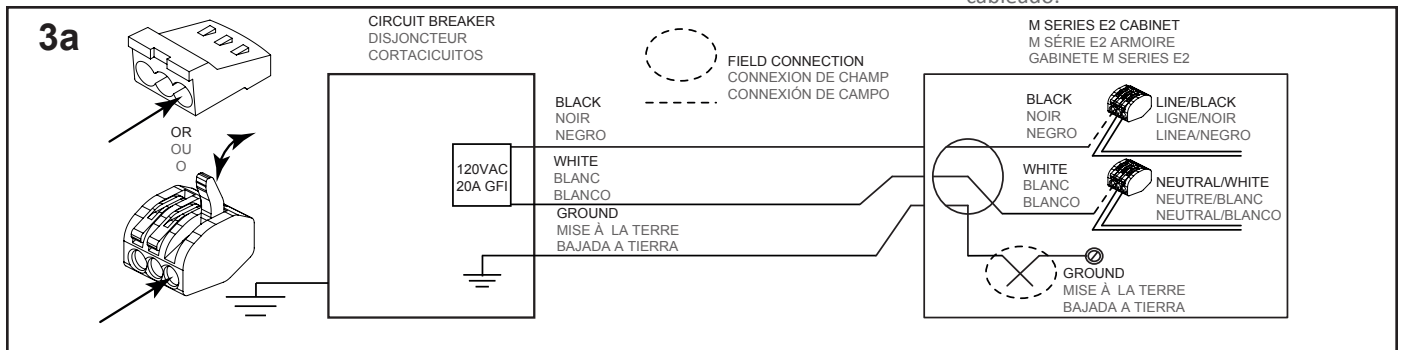 cableado.
3a
OR
OU
O
CIRCUIT BREAKER
DISJONCTEUR
CORTACICUITOS
120VAC
20A GFI
FIELD CONNECTION
CONNEXION DE CHAMP
CONNEXIÓN DE CAMPO
BLACK
NOIR
NEGRO
WHITE
BLANC
BLANCO
GROUND
MISE À LA TERRE
BAJADA A TIERRA
M SERIES E2 CABINET
M SÉRIE E2 ARMOIRE
GABINETE M SERIES E2
BLACK
NOIR
NEGRO
LINE/BLACK
LIGNE/NOIR
LINEA/NEGRO
WHITE
BLANC
BLANCO
NEUTRAL/WHITE
NEUTRE/BLANC
NEUTRAL/BLANCO
GROUND
MISE À LA TERRE
BAJADA A TIERRA